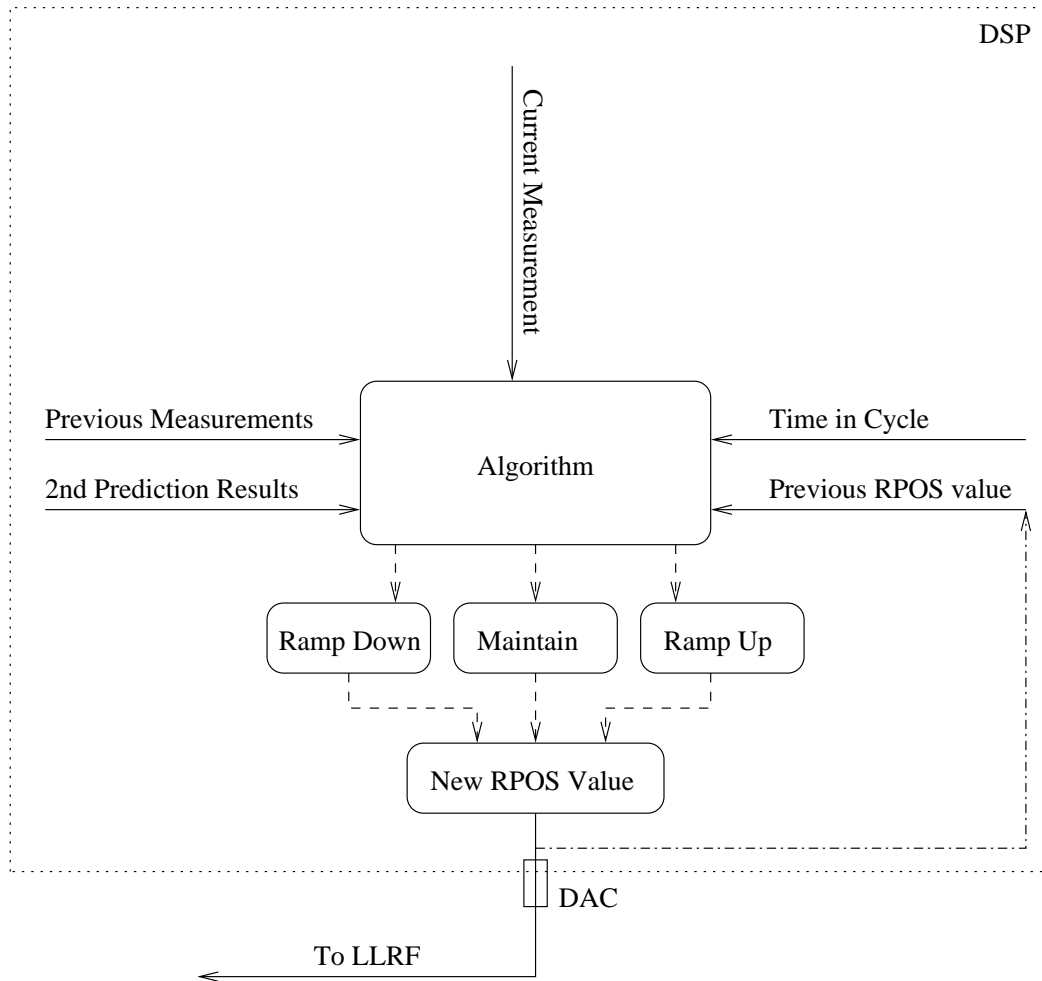 DSP
Current Measurement
Previous Measurements
Time in Cycle
Algorithm
2nd Prediction Results
Previous RPOS value
Ramp Down
Maintain
Ramp Up
New RPOS Value
DAC
To LLRF